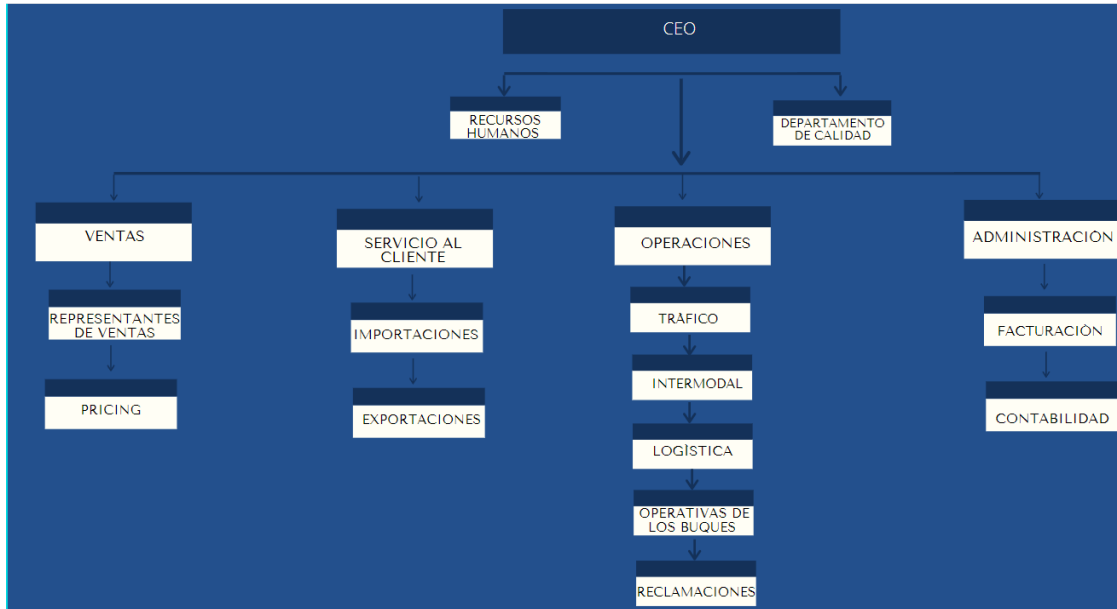 CEO
RECURSOS
HUMANOS
DEPARTAMENTO
DE CALIDAD
VENTAS
SERVICIO AL
CLIENTE
OPERACIONES
ADMINISTRACIÓN
REPRESENTANTES
DE VENTAS
IMPORTACIONES
TRÁFICO
FACTURACIÓN
PRICING
EXPORTACIONES
INTERMODAL
CONTABILIDAD
LOGÍSTICA
OPERATIVAS DE
LOS BUQUES
RECLAMACIONES